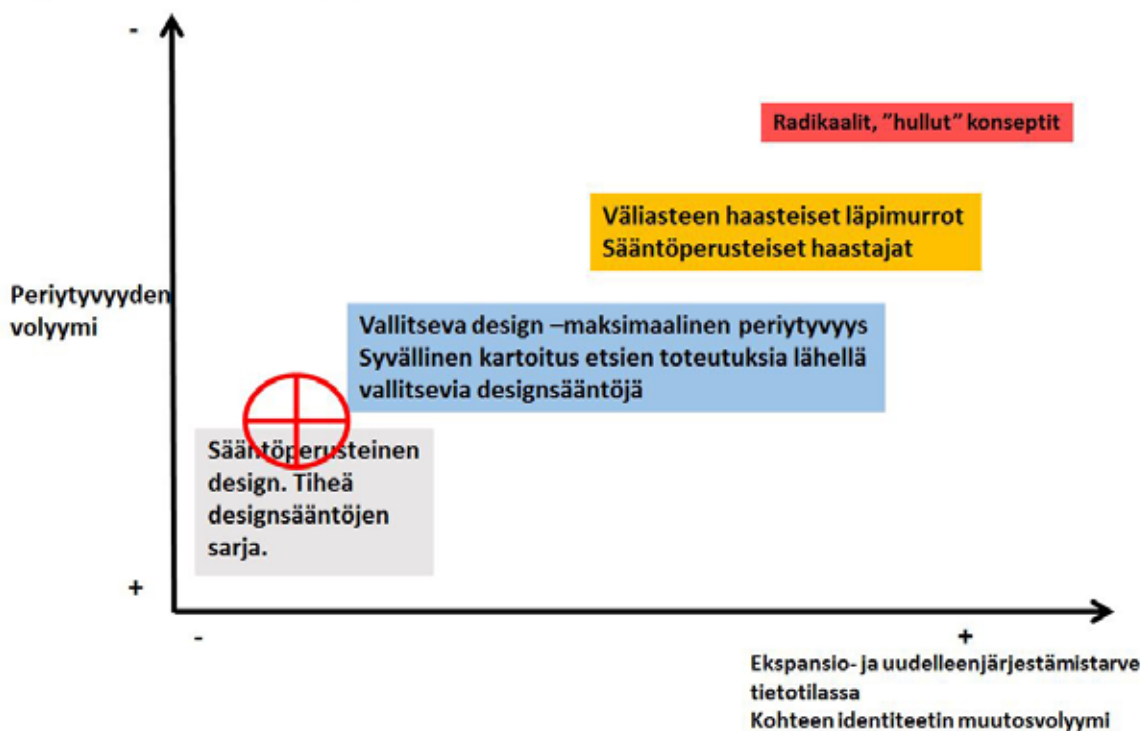 -
Radikaalit, ”hullut” konseptit
Väliasteen haasteiset läpimurrot
Sääntöperusteiset haastajat
Periytyvyyden
volyymi
Vallitseva design –maksimaalinen periytyvyys
Syvällinen kartoitus etsien toteutuksia lähellä
vallitsevia designsääntöjä
Sääntöperusteinen
design. Tiheä
designsääntöjen
sarja.
+
-
+
Ekspansio- ja uudelleenjärjestämistarve
tietotilassa
Kohteen identiteetin muutosvolyymi